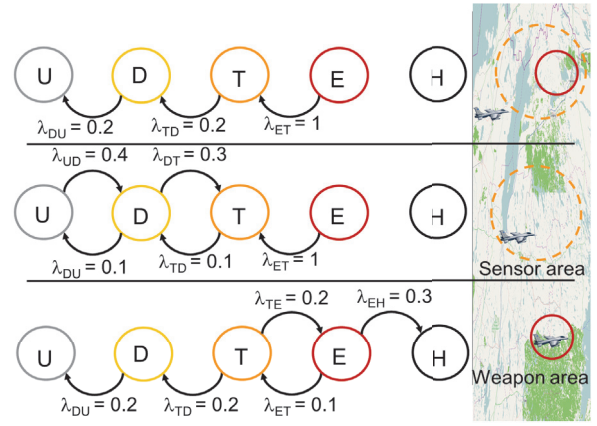 U D T E H
λDU = 0.2 λTD = 0.2 λET = 1
λUD = 0.4 λDT = 0.3
U D T E H
λDU = 0.1 λTD = 0.1 λET = 1
Sensor area
λTE = 0.2 λEH = 0.3
U D T E H
Weapon area
λDU = 0.2 λTD = 0.2 λET = 0.1